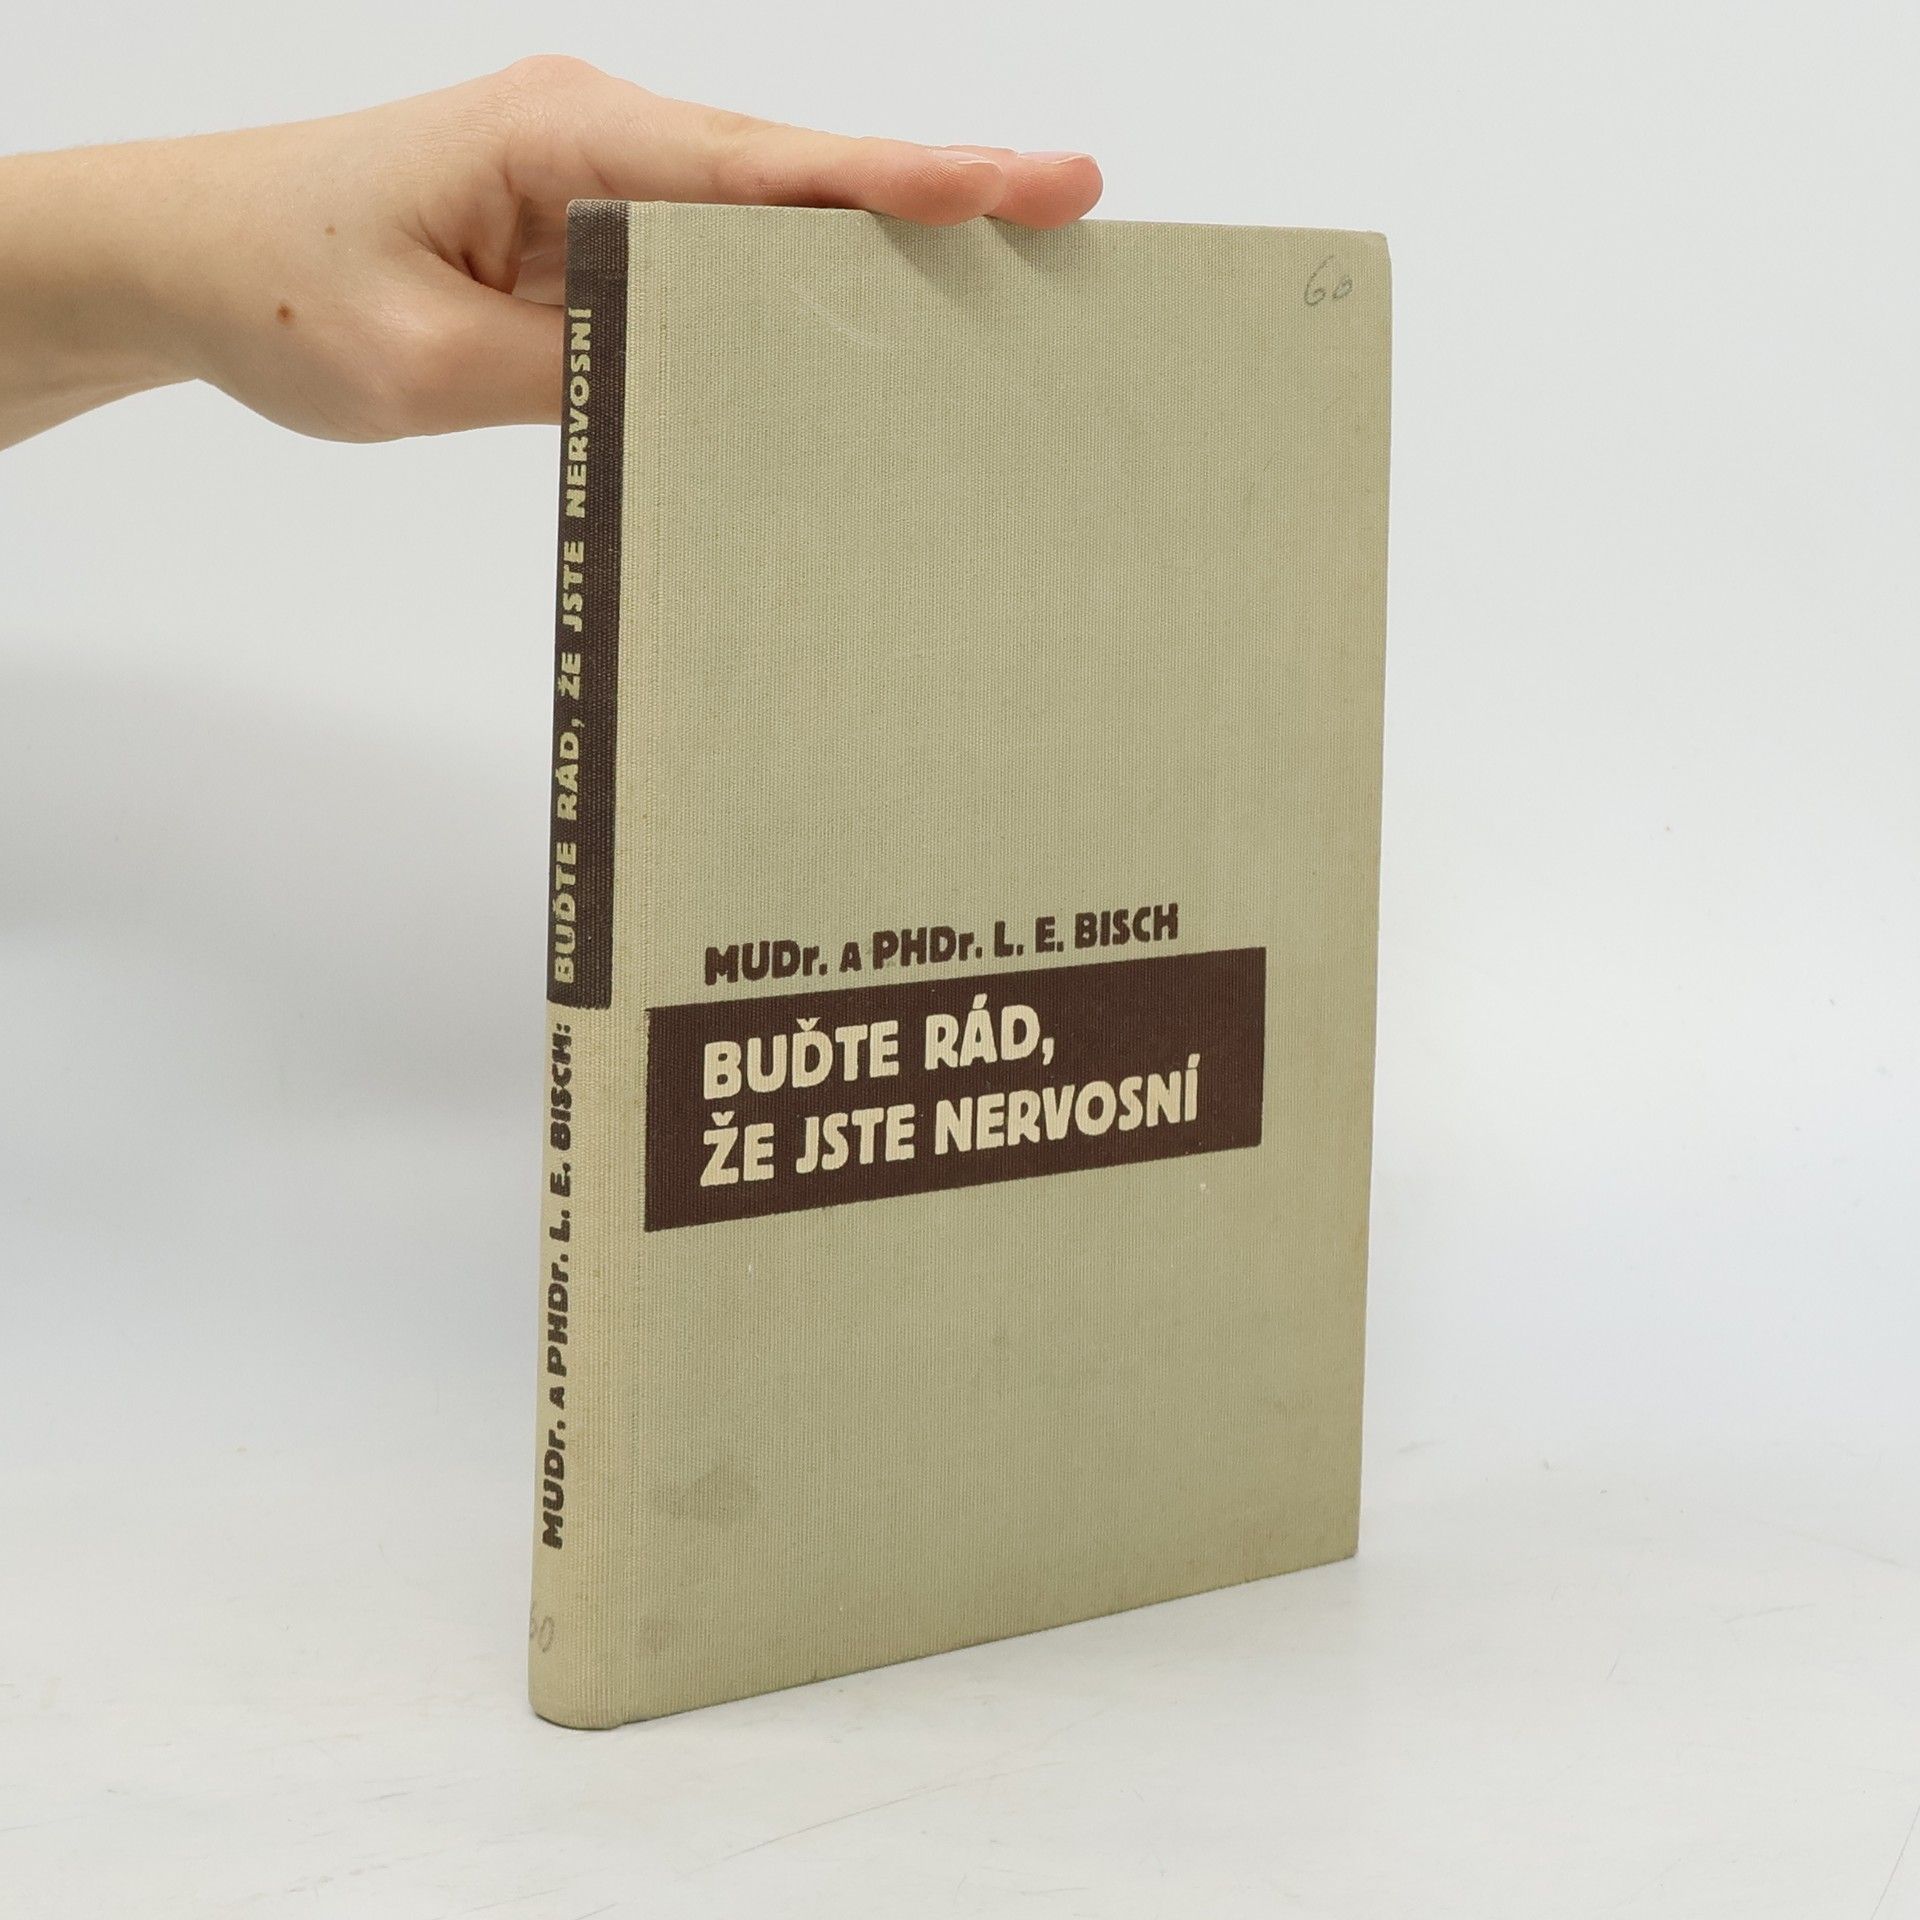 60
MUDr. A PHDr. L. E. BISCH
BUĎTE RÁD,
ŽE JSTE NERVOSNÍ
MUDr. A PHDr. L. E. BISCH: BUĎTE RÁD, ŽE JSTE NERVOSNÍ
60